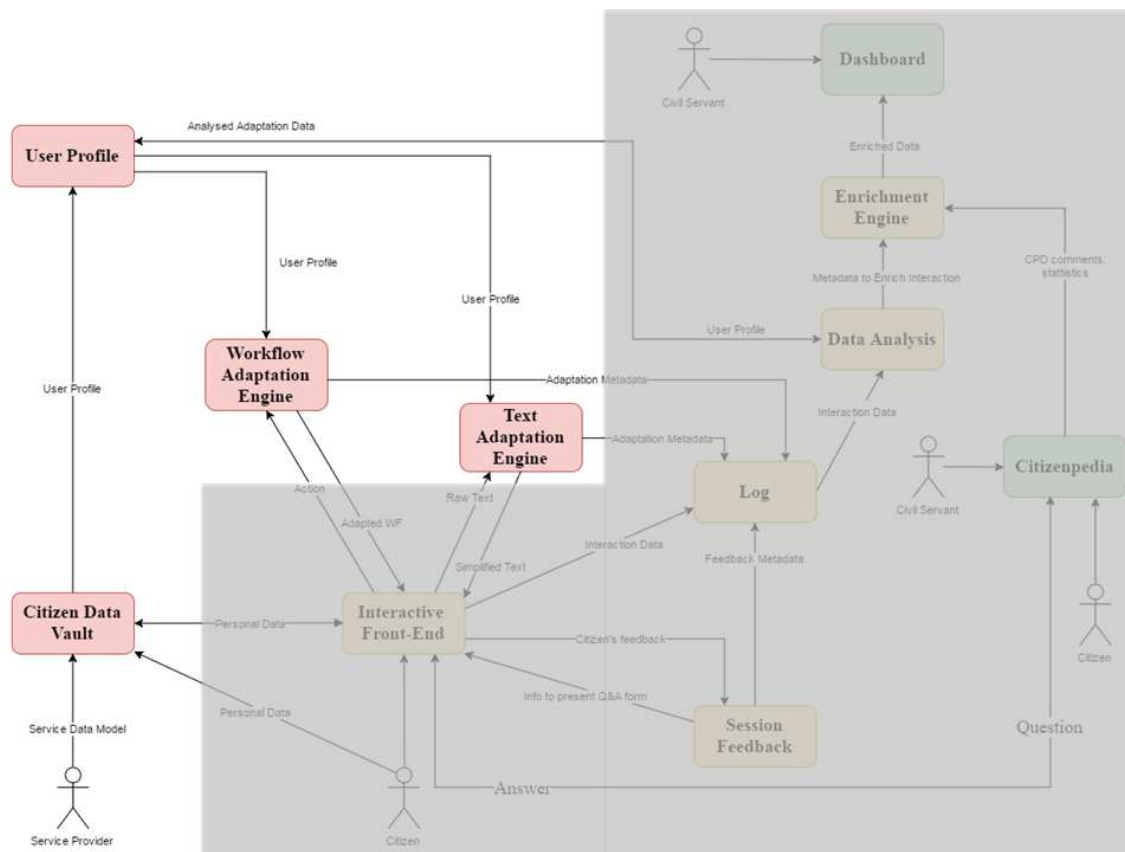 Civil Servant
Dashboard
Analysed Adaptation Data
User Profile
Enriched Data
Enrichment
Engine
User Profile
CPD comments,
statistics
Metadata to Enrich Interaction
User Profile
User Profile
Data Analysis
Workflow
Adaptation
Engine
User Profile
Adaptation Metadata
Interaction Data
Text
Adaptation
Engine
Adaptation Metadata
Civil Servant
Citizenpedia
Log
Action
Raw Text
Adapted WF
Interaction Data
Feedback Metadata
Simplified Text
Citizen Data
Vault
Personal Data
Interactive
Front-End
Citizen's feedback
Citizen
Info to present Q&A form
Personal Data
Service Data Model
Session
Feedback
Question
Answer
Service Provider
Citizen